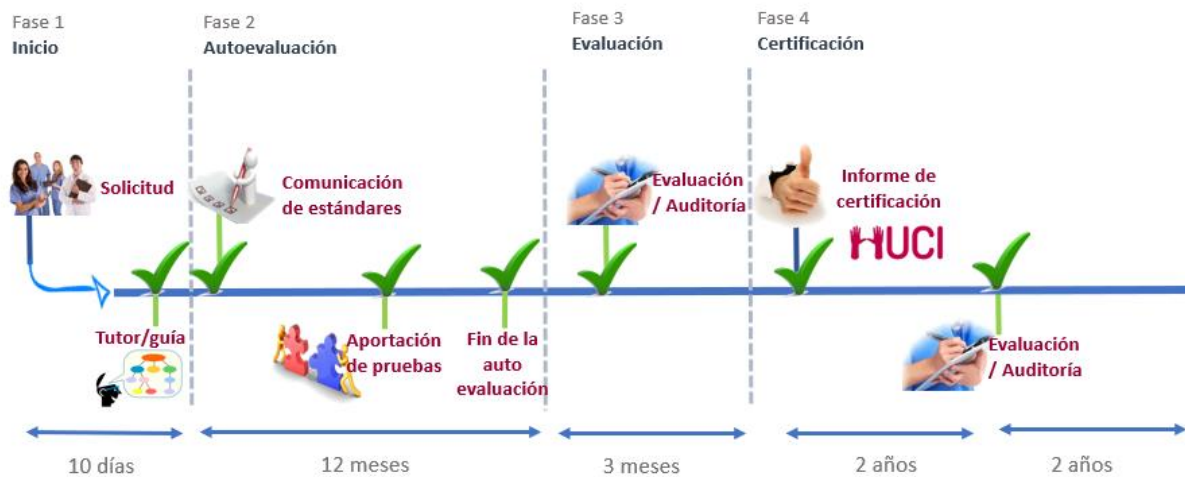 Fase 1
Inicio
Fase 2
Autoevaluación
Fase 3
Evaluación
Fase 4
Certificación
Solicitud
Comunicación
de estándares
Evaluación
/ Auditoría
Informe de
certificación
HUCI
Tutor/guía
Aportación
de pruebas
Fin de la
auto
evaluación
Evaluación
/ Auditoría
10 días
12 meses
3 meses
2 años
2 años